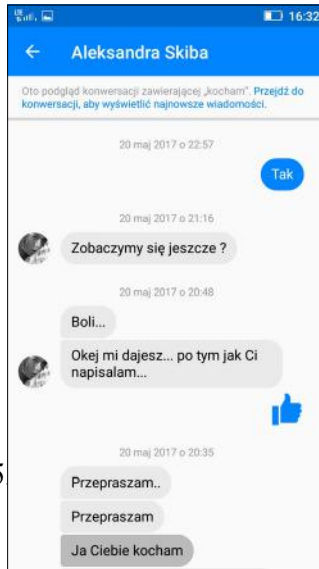 16:32
Aleksandra Skiba
Oto podgląd konwersacji zawierającej „kocham”. Przejdź do
konwersacji, aby wyświetlić najnowsze wiadomości.
20 maj 2017 o 22:57
Tak
20 maj 2017 o 21:16
Zobaczymy się jeszcze ?
20 maj 2017 o 20:48
Boli...
Okej mi dajesz... po tym jak Ci
napisalam...
20 maj 2017 o 20:35
Przepraszam..
Przepraszam
Ja Ciebie kocham